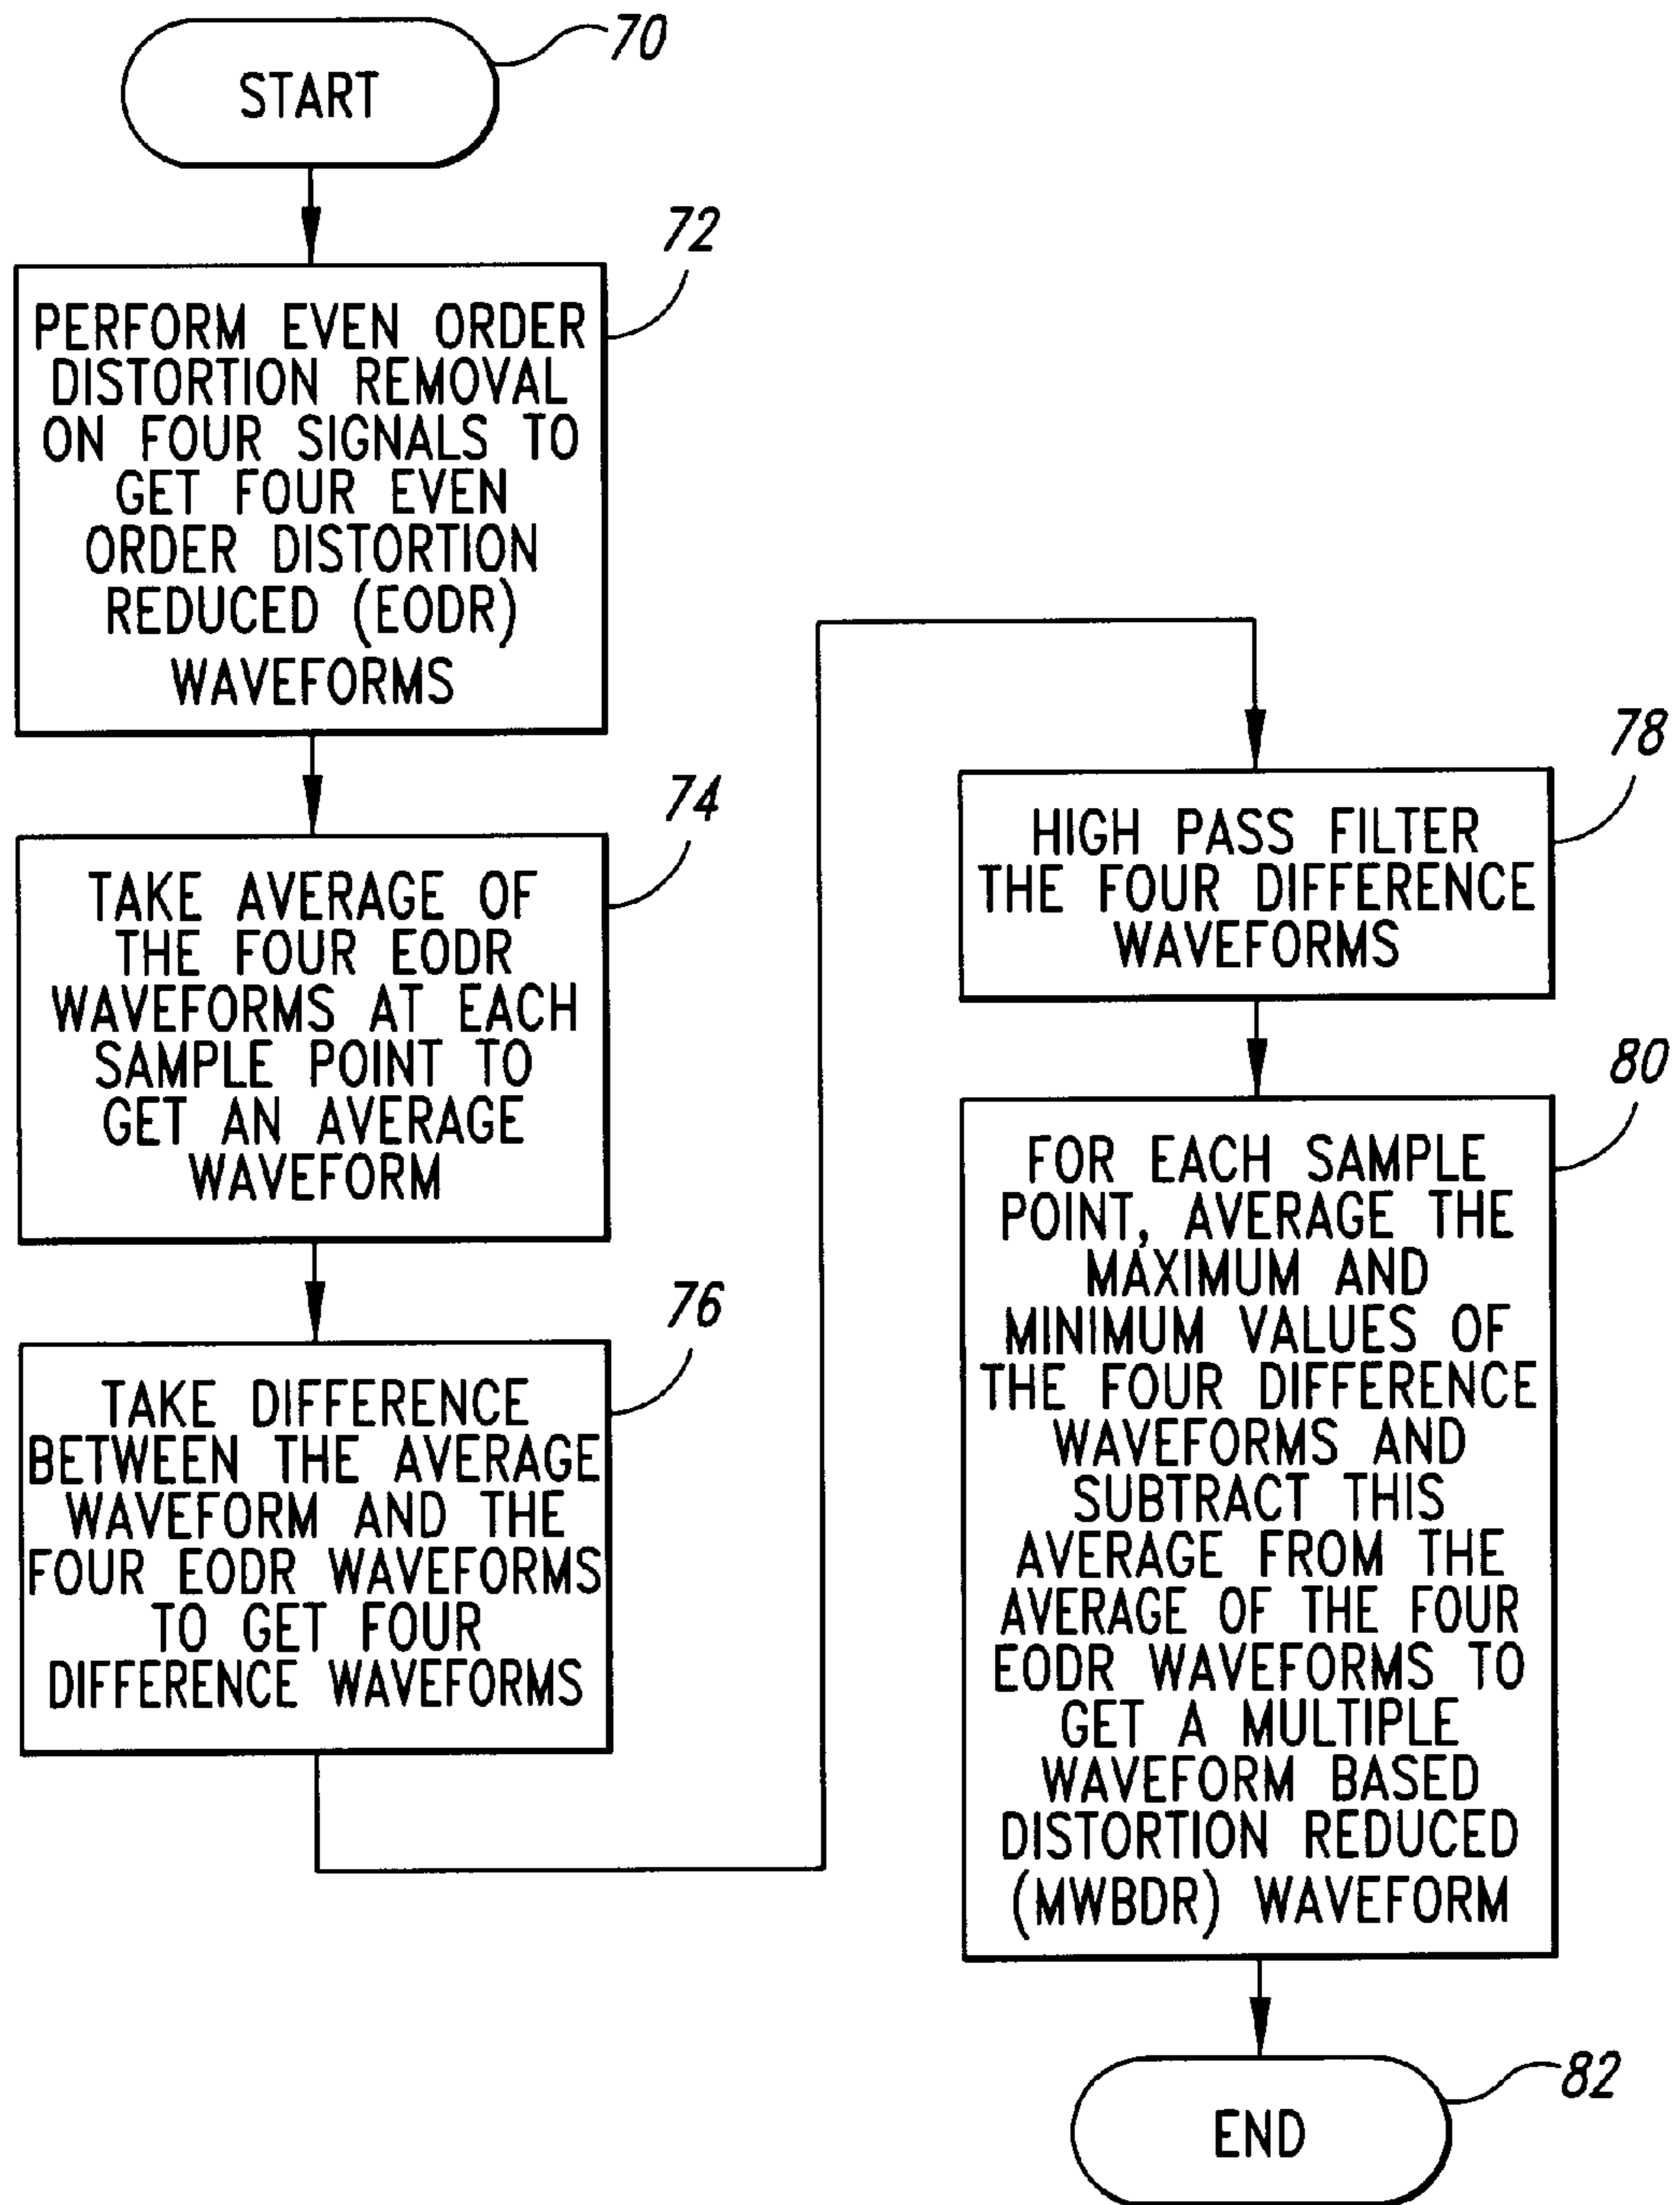 START
70
72
PERFORM EVEN ORDER
DISTORTION REMOVAL
ON FOUR SIGNALS TO
GET FOUR EVEN
ORDER DISTORTION
REDUCED (EODR)
WAVEFORMS
74
TAKE AVERAGE OF
THE FOUR EODR
WAVEFORMS AT EACH
SAMPLE POINT TO
GET AN AVERAGE
WAVEFORM
76
TAKE DIFFERENCE
BETWEEN THE AVERAGE
WAVEFORM AND THE
FOUR EODR WAVEFORMS
TO GET FOUR
DIFFERENCE WAVEFORMS
78
HIGH PASS FILTER
THE FOUR DIFFERENCE
WAVEFORMS
80
FOR EACH SAMPLE
POINT, AVERAGE THE
MAXIMUM AND
MINIMUM VALUES OF
THE FOUR DIFFERENCE
WAVEFORMS AND
SUBTRACT THIS
AVERAGE FROM THE
AVERAGE OF THE FOUR
EODR WAVEFORMS TO
GET A MULTIPLE
WAVEFORM BASED
DISTORTION REDUCED
(MWBDR) WAVEFORM
82
END